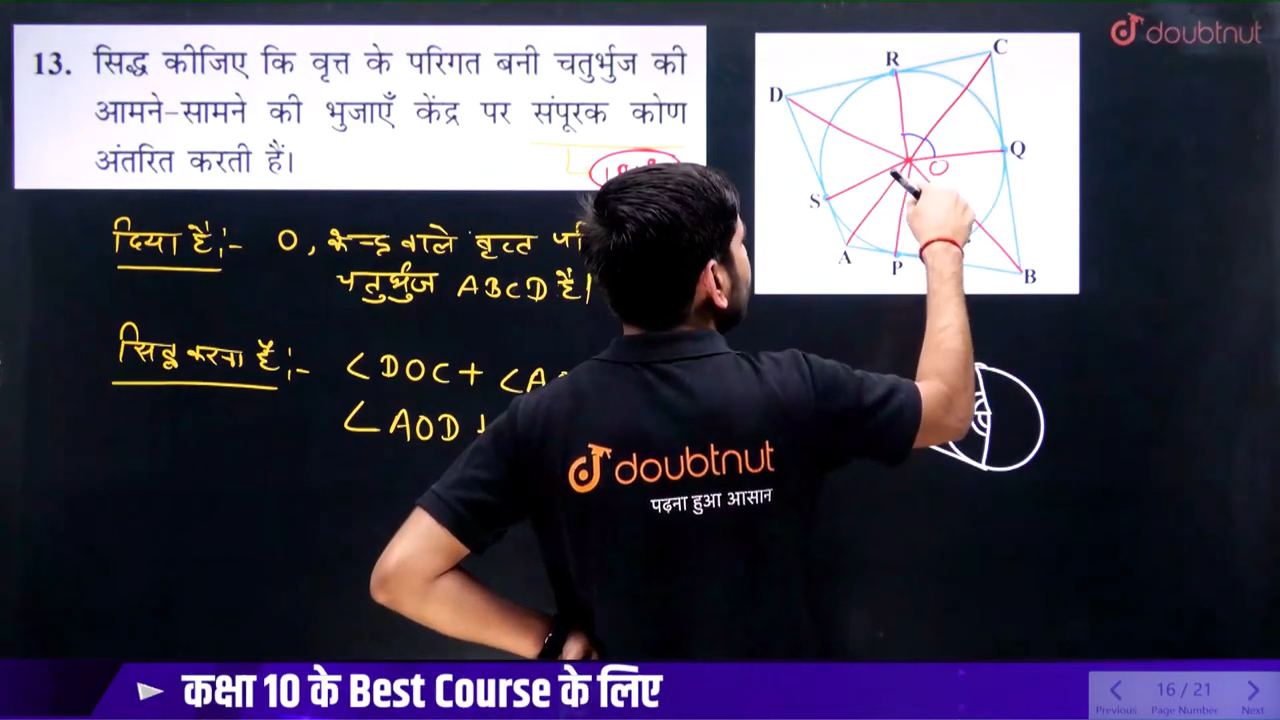 13. सिद्ध कीजिए कि वृत्त के परिगत बनी चतुर्भुज की
आमने-सामने की भुजाएँ केंद्र पर संपूरक कोण
अंतरित करती हैं।
दिया है:- O, केन्द्र वाले वृत्त
चतुर्भुज ABCD है।
सिद्ध करना है:- ∠DOC+
∠AOD
doubtnut
R
C
D
Q
O
S
A
P
B
doubtnut
पढ़ना हुआ आसान
कक्षा 10 के Best Course के लिए
16 / 21
Previous Page Number Next